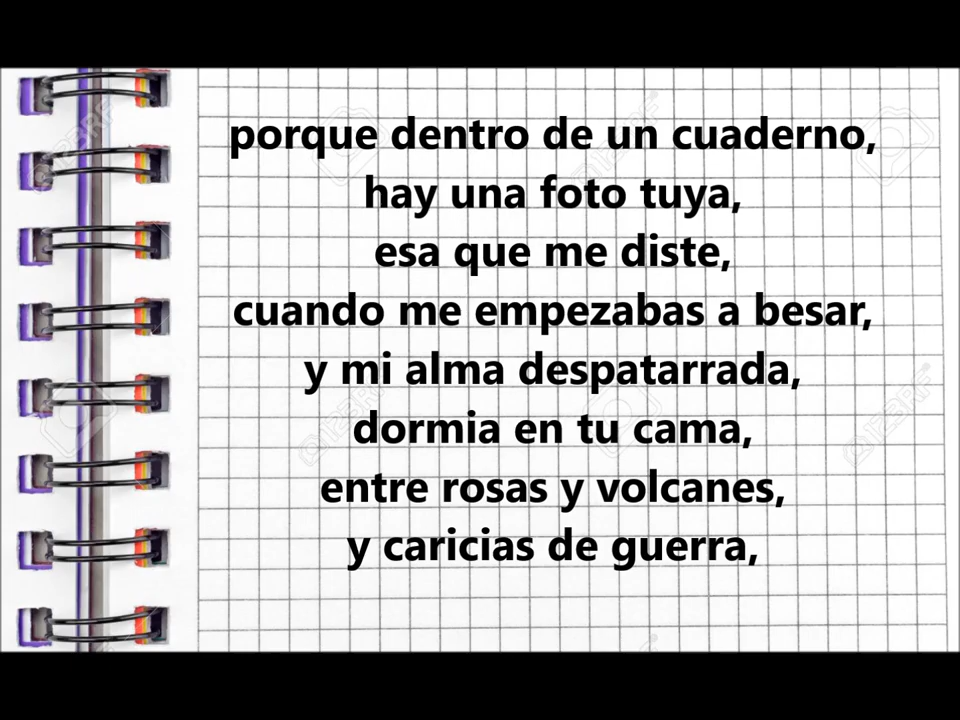 porque dentro de un cuaderno,
hay una foto tuya,
esa que me diste,
cuando me empezabas a besar,
y mi alma despatarrada,
dormia en tu cama,
entre rosas y volcanes,
y caricias de guerra,